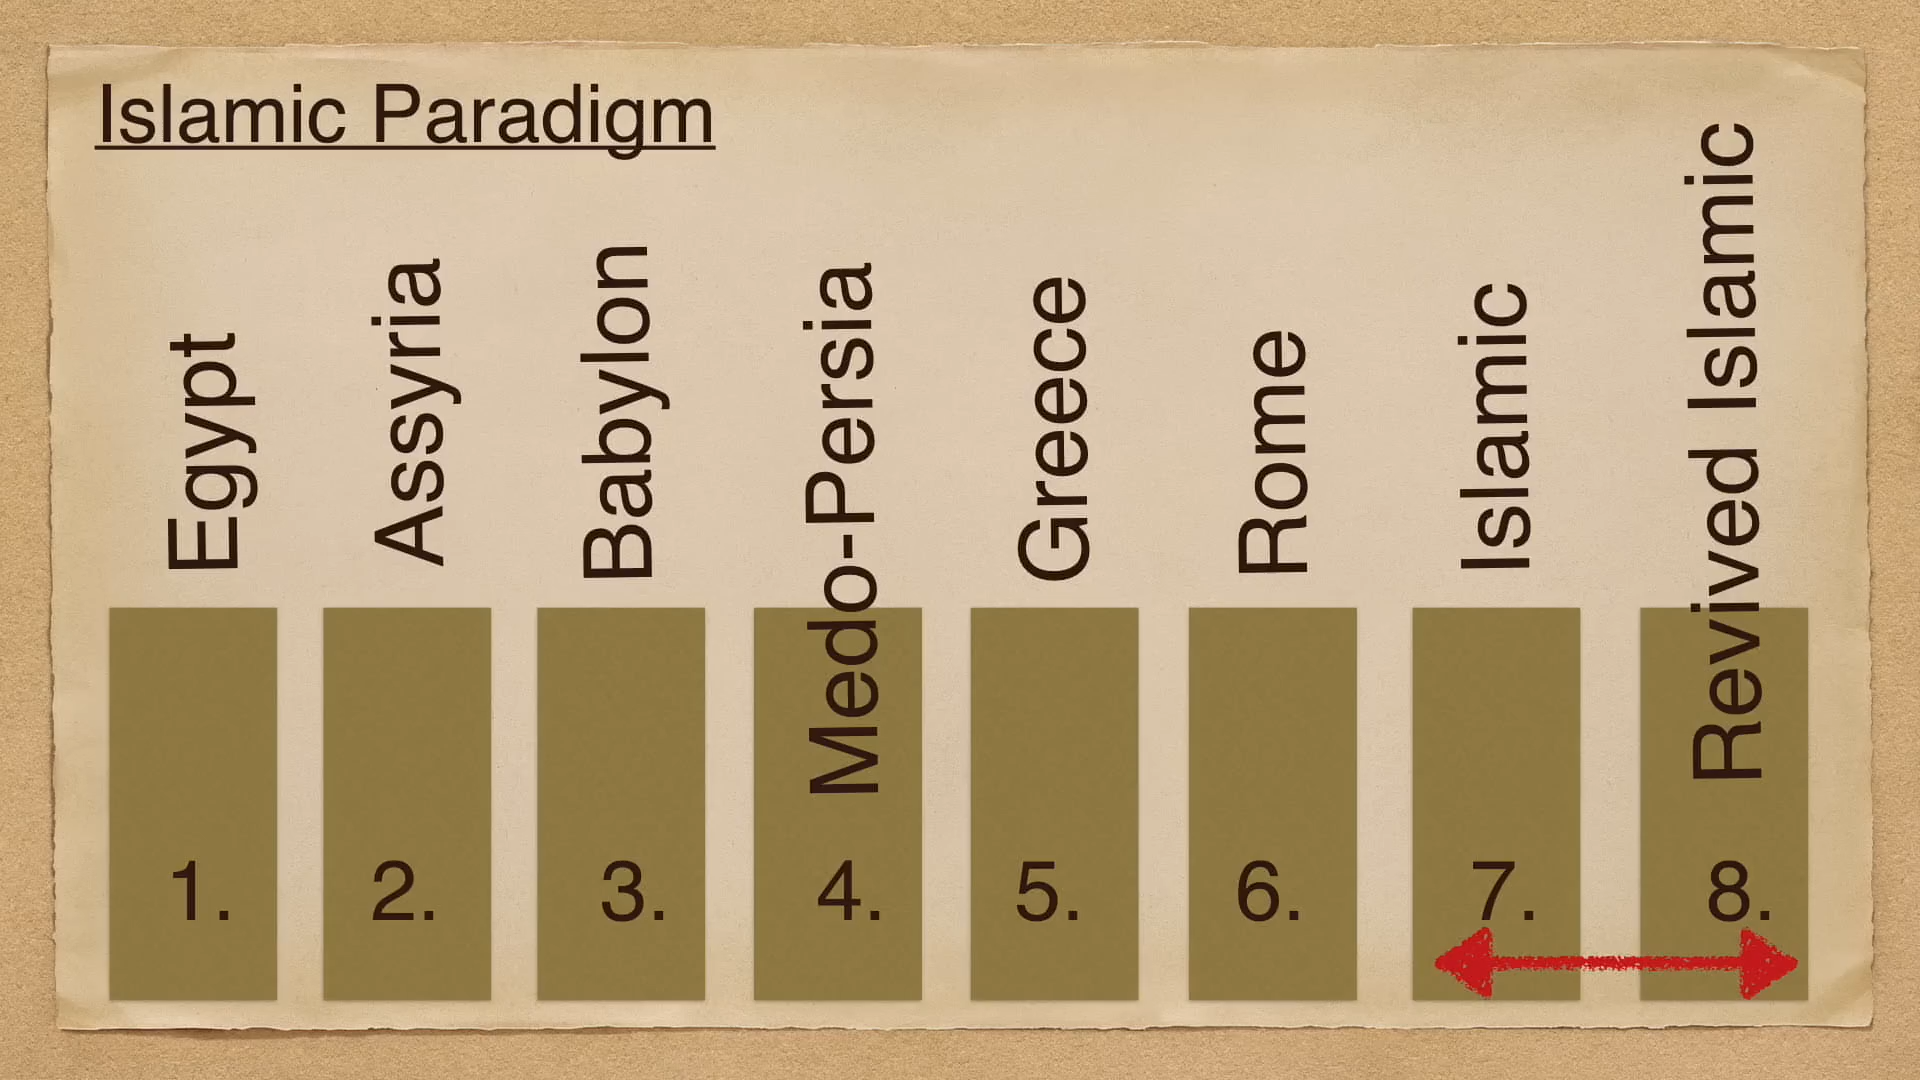 Islamic Paradigm
Egypt
Assyria
Babylon
Medo-Persia
Greece
Rome
Islamic
Revived Islamic
1.
2.
3.
4.
5.
6.
7.
8.